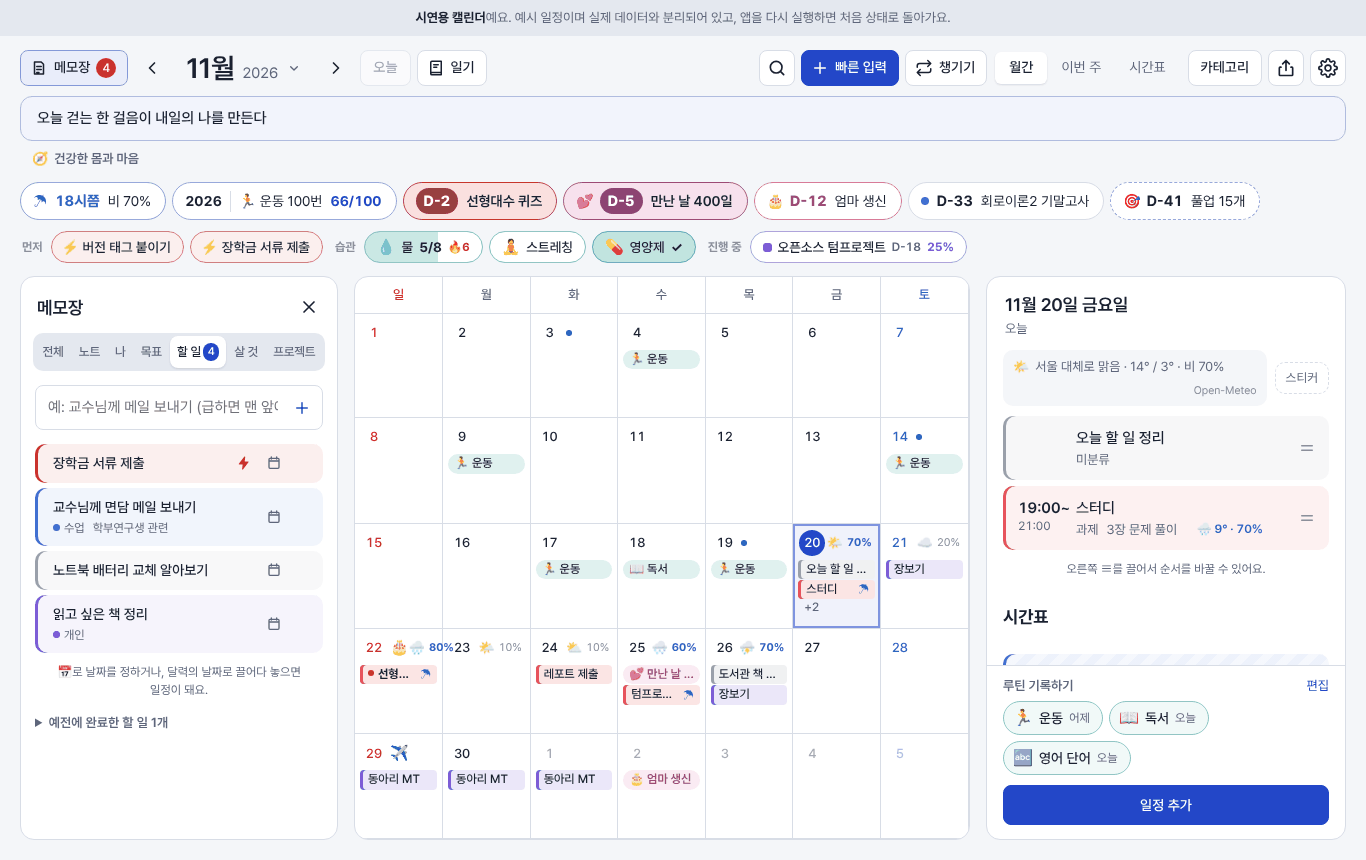 시연용 캘린더예요. 예시 일정이며 실제 데이터와 분리되어 있고, 앱을 다시 실행하면 처음 상태로 돌아가요.
메모장 4 11월 2026 오늘 일기 빠른 입력 챙기기 월간 이번 주 시간표 카테고리
오늘 걷는 한 걸음이 내일의 나를 만든다
건강한 몸과 마음
18시쯤 비 70% 2026 운동 100번 66/100 D-2 선형대수 퀴즈 D-5 만난 날 400일 D-12 엄마 생신 D-33 회로이론2 기말고사 D-41 풀업 15개
먼저 버전 태그 붙이기 장학금 서류 제출 습관 물 5/8 6 스트레칭 영양제 진행 중 오픈소스 텀프로젝트 D-18 25%
메모장
전체 노트 나 목표 할 일 4 살 것 프로젝트
예: 교수님께 메일 보내기 (급하면 맨 앞에
장학금 서류 제출
교수님께 면담 메일 보내기
수업 학부연구생 관련
노트북 배터리 교체 알아보기
읽고 싶은 책 정리
개인
로 날짜를 정하거나, 달력의 날짜로 끌어다 놓으면
일정이 돼요.
예전에 완료한 할 일 1개
일 월 화 수 목 금 토
1 2 3 4 5 6 7
운동
8 9 10 11 12 13 14
운동 운동
15 16 17 18 19 20 70% 21 20%
운동 독서 운동 오늘 할 일 ... 장보기
스터디
+2
22 80% 23 10% 24 10% 25 60% 26 70% 27 28
선형... 레포트 제출 만난 날 ... 도서관 책 ...
텀프로... 장보기
29 30 1 2 3 4 5
동아리 MT 동아리 MT 동아리 MT 엄마 생신
11월 20일 금요일
오늘
서울 대체로 맑음 · 14° / 3° · 비 70%
Open-Meteo
스티커
오늘 할 일 정리
미분류
19:00~ 스터디
21:00 과제 3장 문제 풀이 9° · 70%
오른쪽 =를 끌어서 순서를 바꿀 수 있어요.
시간표
루틴 기록하기 편집
운동 어제 독서 오늘
abc 영어 단어 오늘
일정 추가